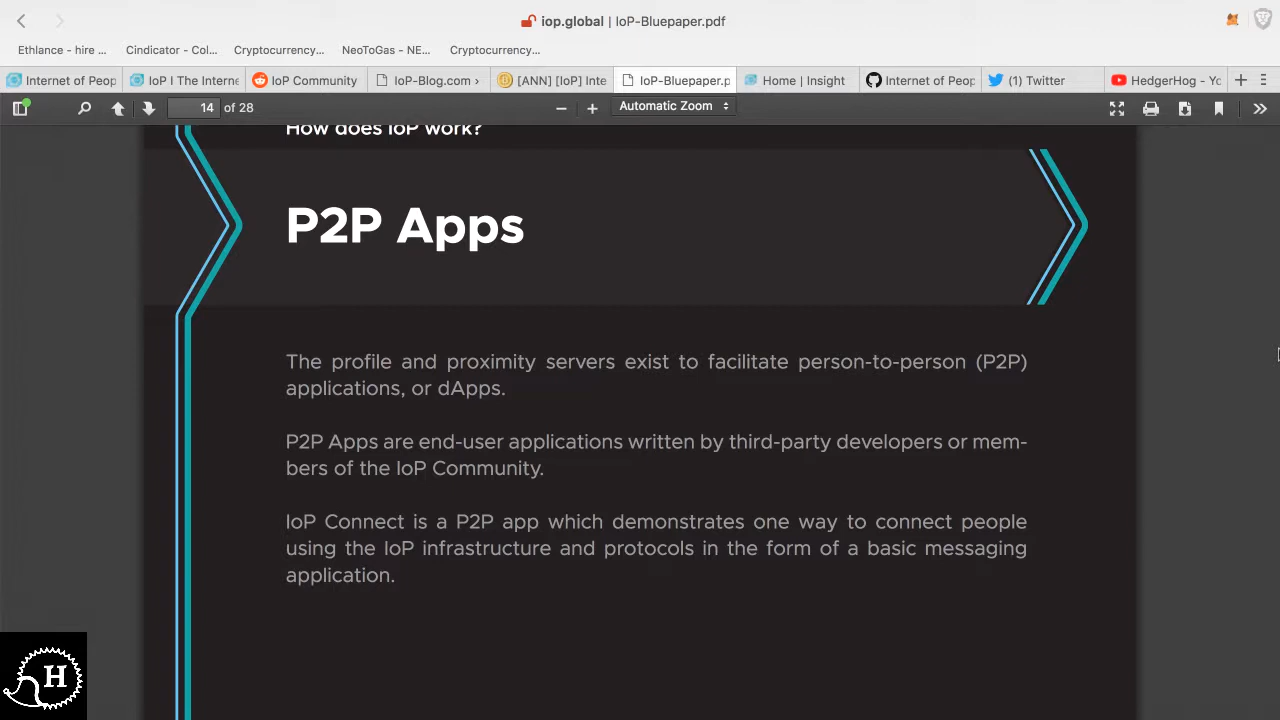 iop.global | IoP-Bluepaper.pdf
Ethlance - hire ... Cindicator - Col... Cryptocurrency... NeoToGas - NE... Cryptocurrency...
Internet of Peop IoP I The Interne IoP Community IoP-Blog.com › [ANN] [IoP] Inte IoP-Bluepaper.p Home | Insight Internet of Peop (1) Twitter HedgerHog - Yo
14 of 28 Automatic Zoom
How does IoP work?
P2P Apps
The profile and proximity servers exist to facilitate person-to-person (P2P)
applications, or dApps.
P2P Apps are end-user applications written by third-party developers or mem-
bers of the IoP Community.
IoP Connect is a P2P app which demonstrates one way to connect people
using the IoP infrastructure and protocols in the form of a basic messaging
application.
H